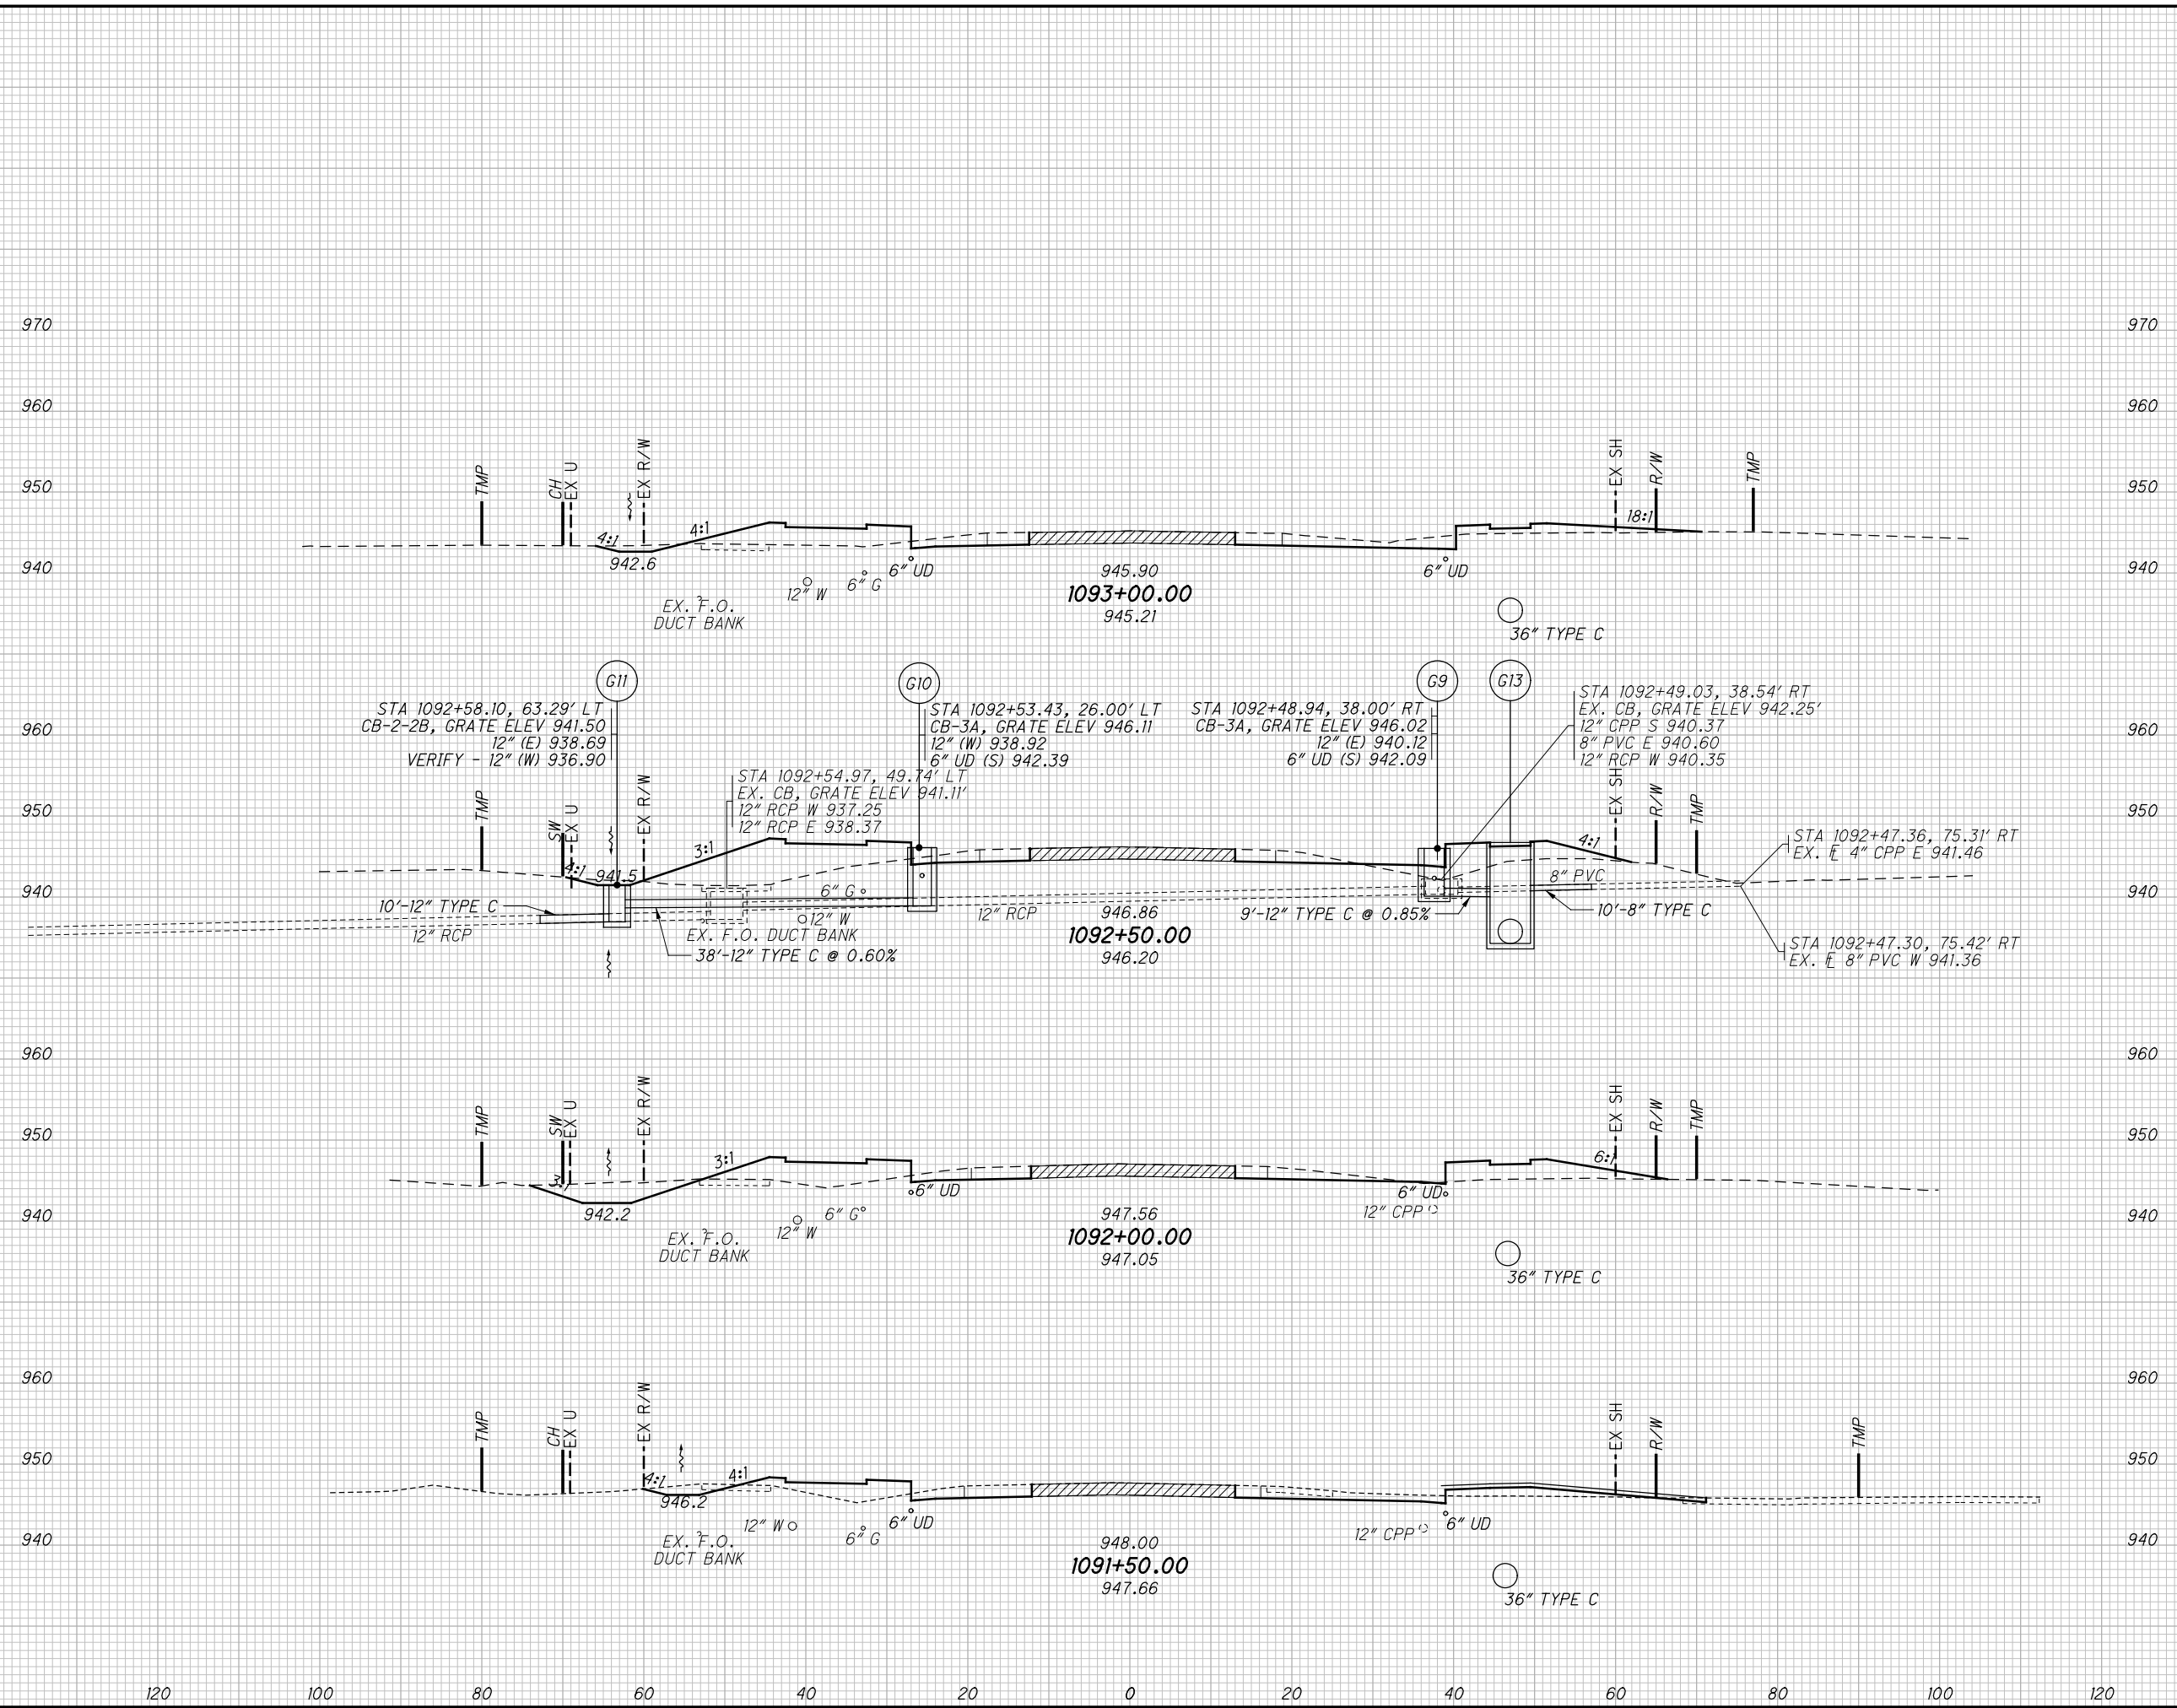 970
970
960
960
950
950
940
940
TMP
CH
EX U
EX R/W
4:1
4:1
942.6
EX. F.O.
DUCT BANK
12" W
6" G
6" UD
945.90
1093+00.00
945.21
6" UD
EX SH
R/W
18:1
TMP
36" TYPE C
G11
G10
G9
G13
STA 1092+58.10, 63.29' LT
CB-2-2B, GRATE ELEV 941.50
12" (E) 938.69
VERIFY - 12" (W) 936.90
STA 1092+54.97, 49.74' LT
EX. CB, GRATE ELEV 941.11'
12" RCP W 937.25
12" RCP E 938.37
STA 1092+53.43, 26.00' LT
CB-3A, GRATE ELEV 946.11
12" (W) 938.92
6" UD (S) 942.39
STA 1092+48.94, 38.00' RT
CB-3A, GRATE ELEV 946.02
12" (E) 940.12
6" UD (S) 942.09
STA 1092+49.03, 38.54' RT
EX. CB, GRATE ELEV 942.25'
12" CPP S 940.37
8" PVC E 940.60
12" RCP W 940.35
960
960
950
950
940
940
TMP
SW
EX U
EX R/W
4:1
941.5
3:1
10'-12" TYPE C
12" RCP
6" G
12" W
EX. F.O. DUCT BANK
38'-12" TYPE C @ 0.60%
12" RCP
946.86
1092+50.00
946.20
9'-12" TYPE C @ 0.85%
8" PVC
10'-8" TYPE C
4:1
EX SH
R/W
TMP
STA 1092+47.36, 75.31' RT
EX. FL 4" CPP E 941.46
STA 1092+47.30, 75.42' RT
EX. FL 8" PVC W 941.36
960
960
950
950
940
940
TMP
SW
EX U
EX R/W
3:1
942.2
3:1
EX. F.O.
DUCT BANK
12" W
6" G
6" UD
947.56
1092+00.00
947.05
6" UD
12" CPP
6:1
EX SH
R/W
TMP
36" TYPE C
960
960
950
950
940
940
TMP
CH
EX U
EX R/W
4:1
946.2
4:1
EX. F.O.
DUCT BANK
12" W
6" G
6" UD
948.00
1091+50.00
947.66
12" CPP
6" UD
EX SH
R/W
TMP
36" TYPE C
120 100 80 60 40 20 0 20 40 60 80 100 120